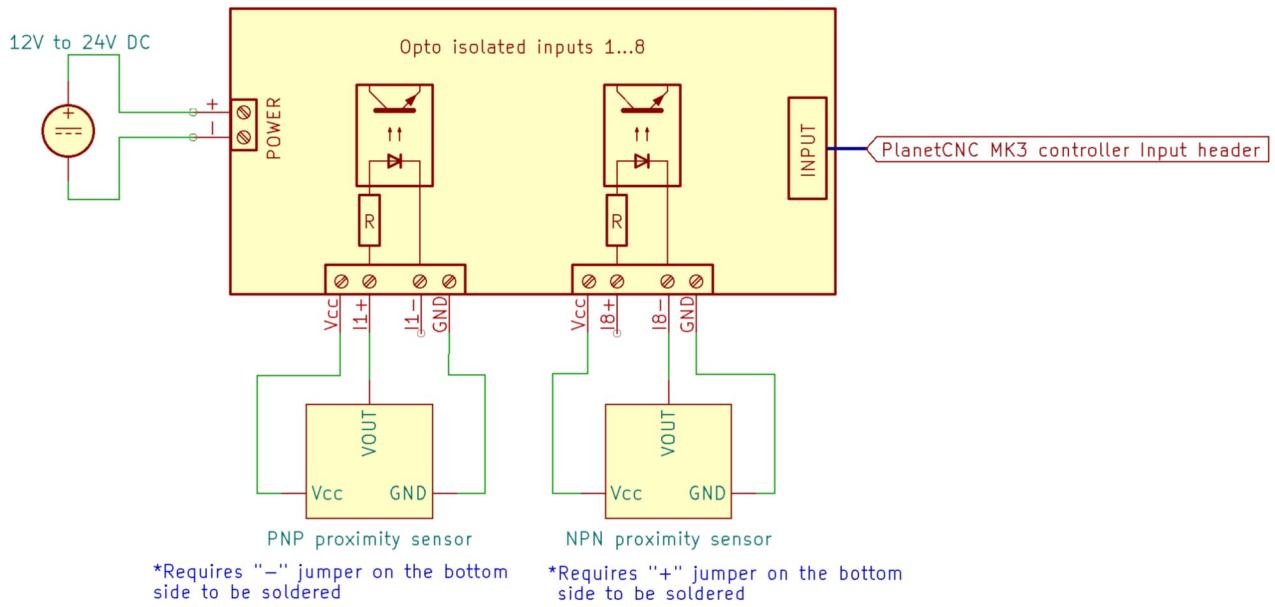 12V to 24V DC
Opto isolated inputs 1...8
+
-
POWER
+
R
R
INPUT
PlanetCNC MK3 controller Input header
Vcc
I1+
I1-
GND
Vcc
I8+
I8-
GND
VOUT
Vcc
GND
VOUT
Vcc
GND
PNP proximity sensor
NPN proximity sensor
*Requires "-" jumper on the bottom
side to be soldered
*Requires "+" jumper on the bottom
side to be soldered